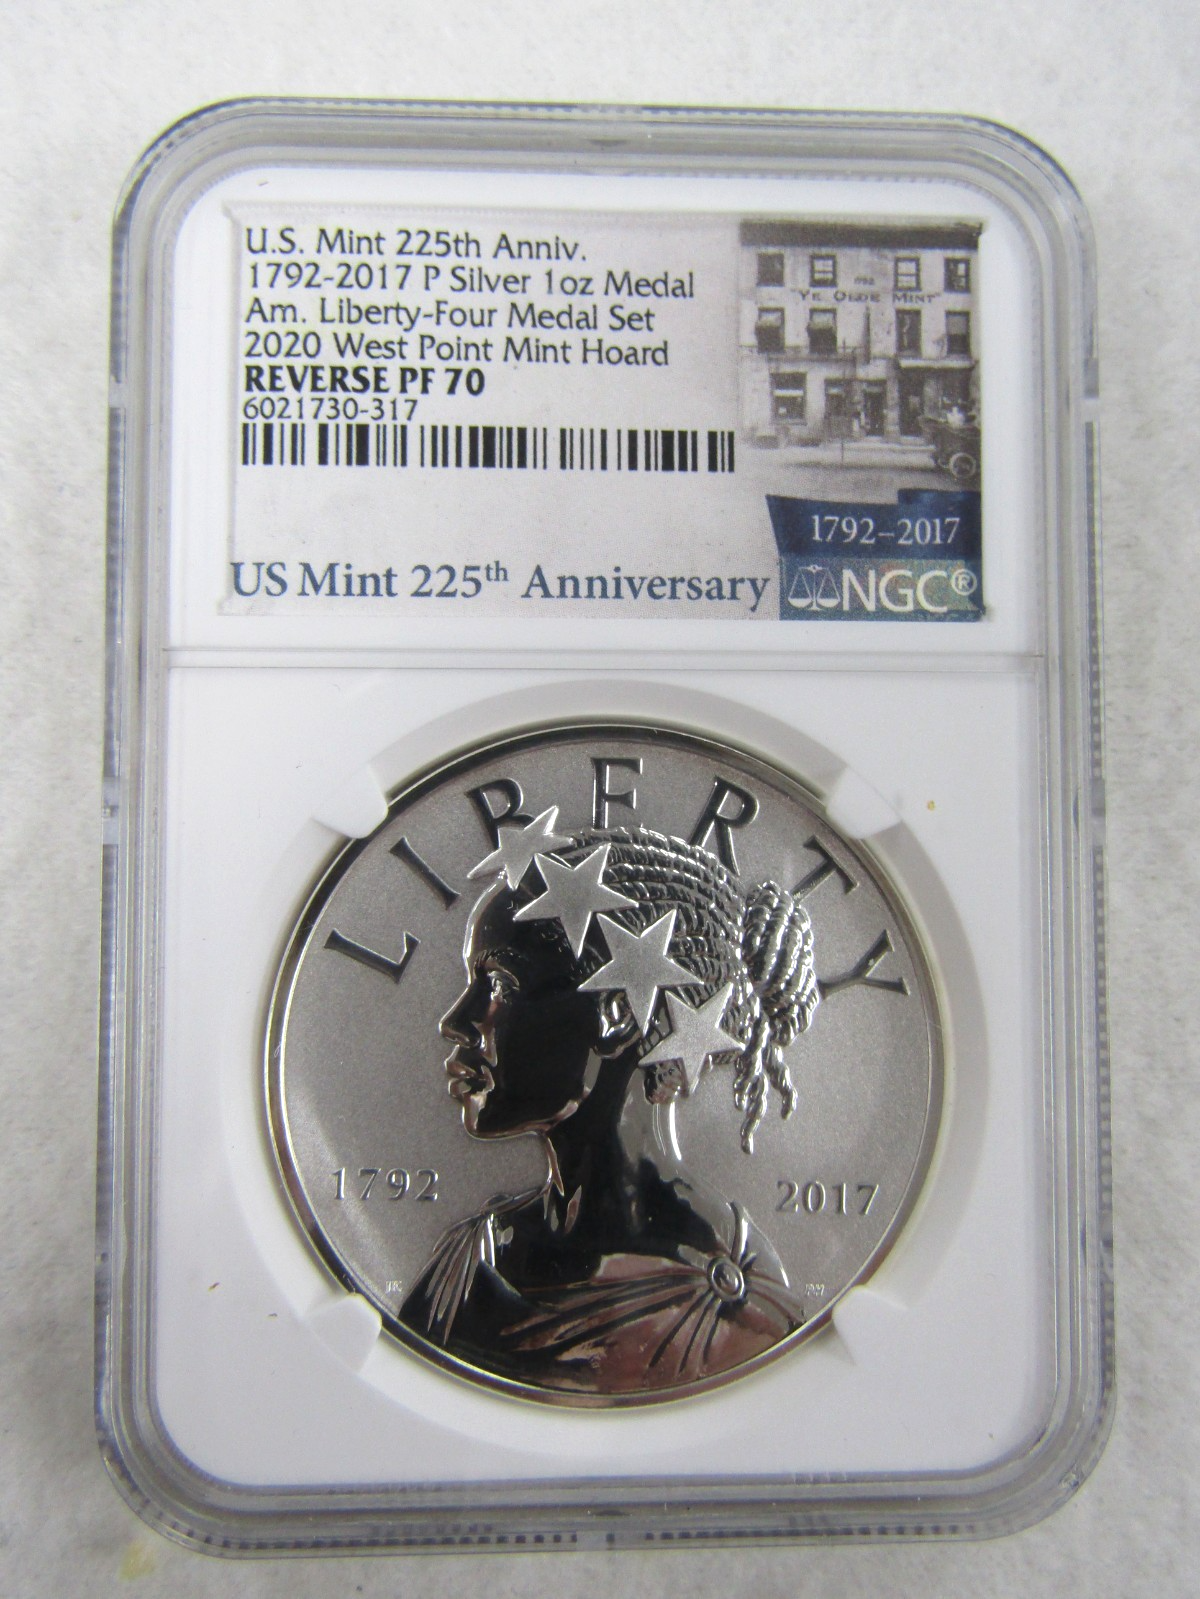 U.S. Mint 225th Anniv.
1792-2017 P Silver 1oz Medal
Am. Liberty-Four Medal Set
2020 West Point Mint Hoard
REVERSE PF 70
6021730-317
1792
"YE OLDE MINT"
1792-2017
US Mint 225th Anniversary
NGC®
LIBERTY
1792
2017